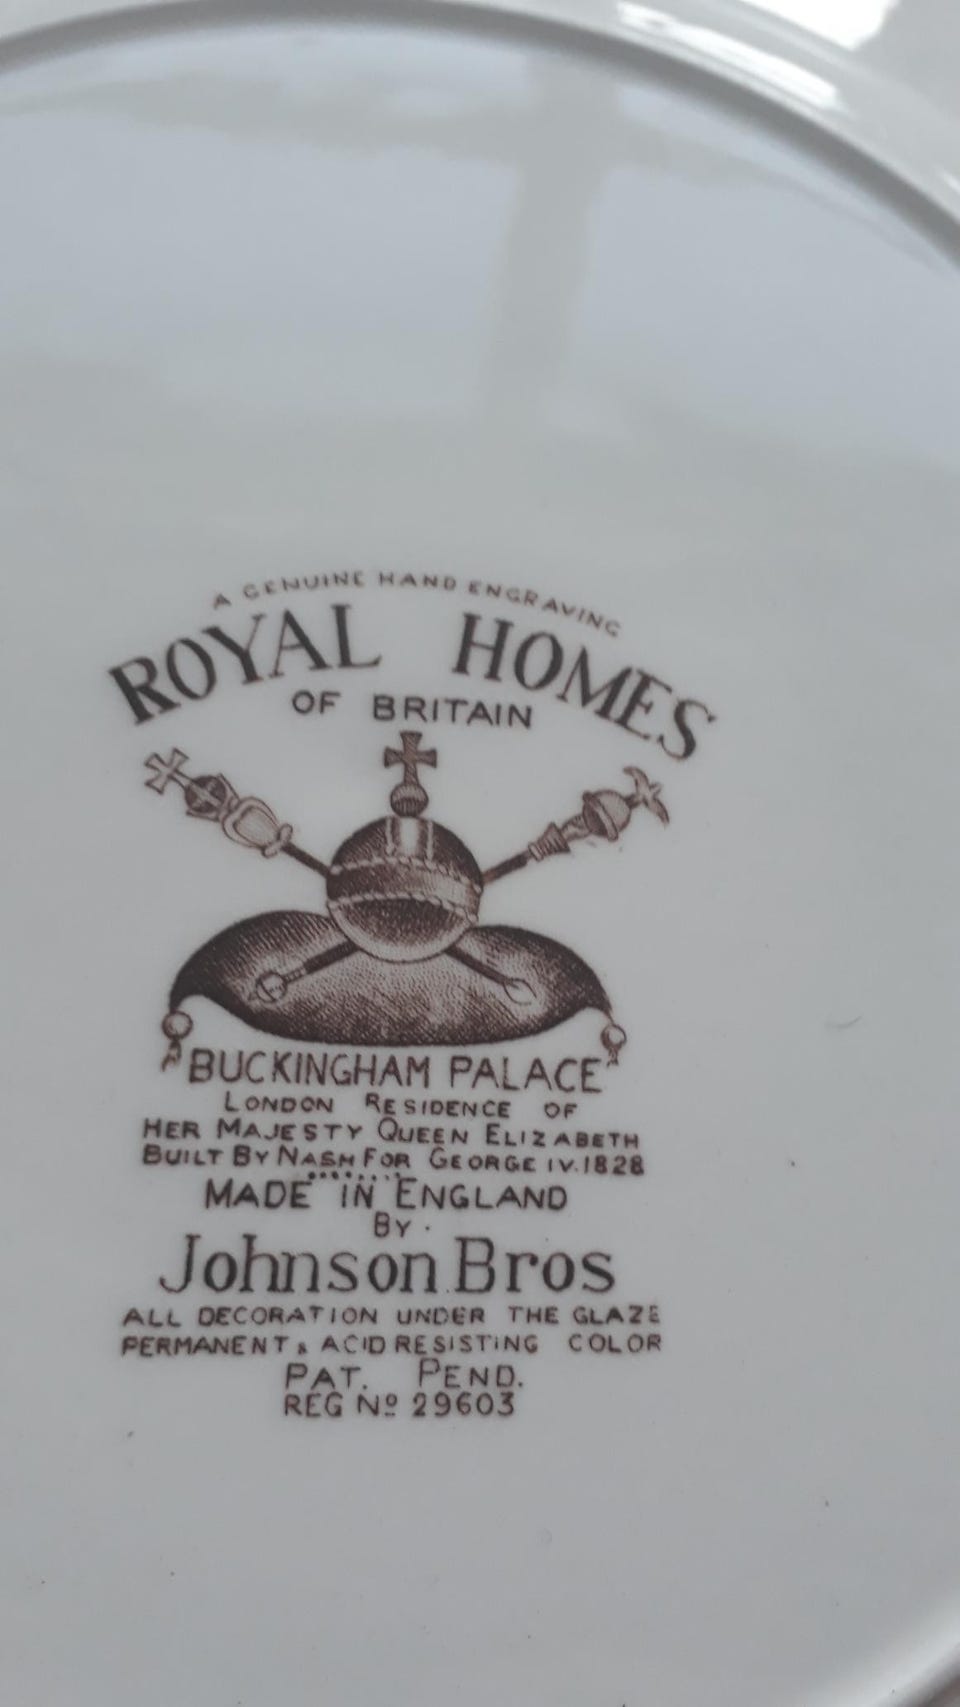 A GENUINE HAND ENGRAVING
ROYAL HOMES
OF BRITAIN
BUCKINGHAM PALACE
LONDON RESIDENCE OF
HER MAJESTY QUEEN ELIZABETH
BUILT BY NASH FOR GEORGE IV. 1828
MADE IN ENGLAND
BY .
Johnson Bros
ALL DECORATION UNDER THE GLAZE
PERMANENT & ACID RESISTING COLOR
PAT. PEND.
REG Nº 29603